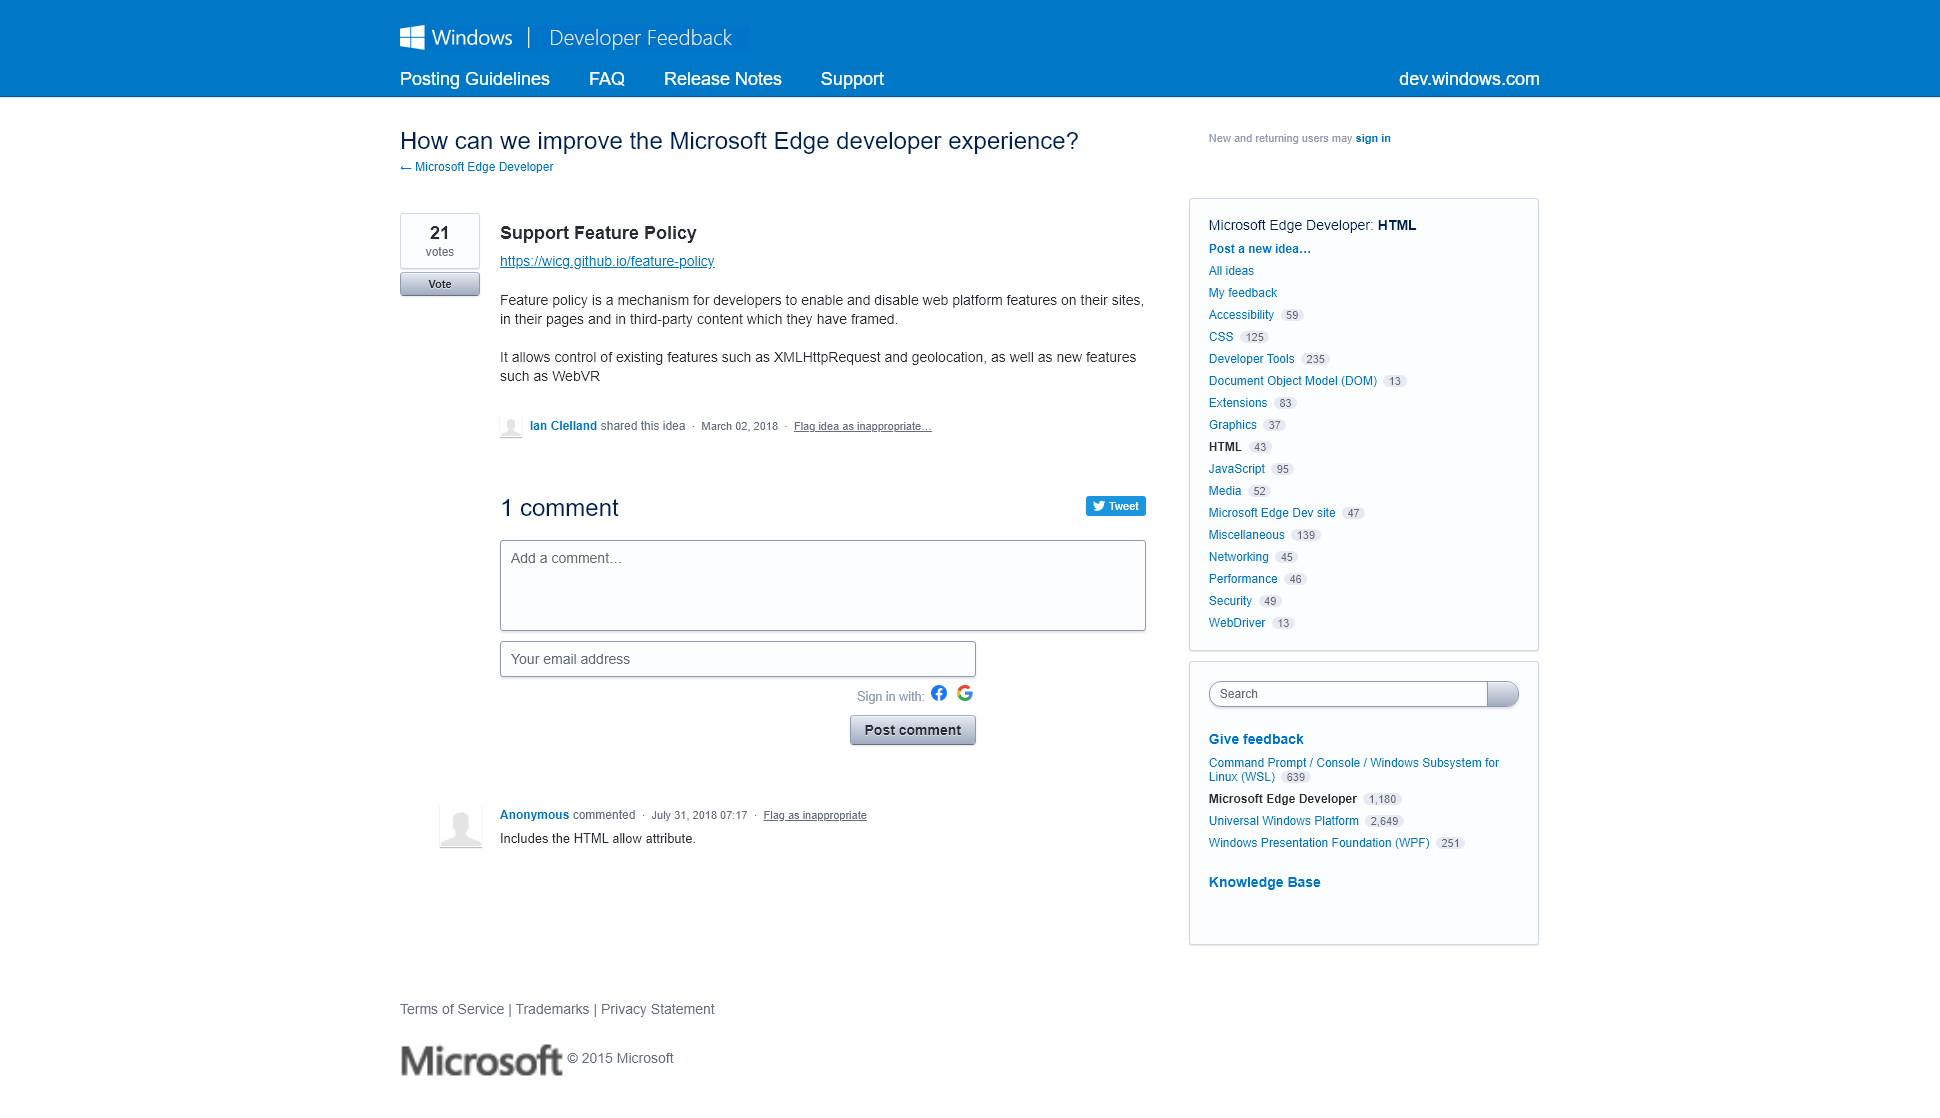 Windows | Developer Feedback
Posting Guidelines FAQ Release Notes Support dev.windows.com
How can we improve the Microsoft Edge developer experience?
← Microsoft Edge Developer
New and returning users may sign in
21
votes
Vote
Support Feature Policy
https://wicg.github.io/feature-policy
Feature policy is a mechanism for developers to enable and disable web platform features on their sites,
in their pages and in third-party content which they have framed.
It allows control of existing features such as XMLHttpRequest and geolocation, as well as new features
such as WebVR
Ian Clelland shared this idea · March 02, 2018 · Flag idea as inappropriate…
1 comment
Tweet
Add a comment…
Your email address
Sign in with:
Post comment
Anonymous commented · July 31, 2018 07:17 · Flag as inappropriate
Includes the HTML allow attribute.
Microsoft Edge Developer: HTML
Post a new idea…
All ideas
My feedback
Accessibility 59
CSS 125
Developer Tools 235
Document Object Model (DOM) 13
Extensions 83
Graphics 37
HTML 43
JavaScript 95
Media 52
Microsoft Edge Dev site 47
Miscellaneous 139
Networking 45
Performance 46
Security 49
WebDriver 13
Search
Give feedback
Command Prompt / Console / Windows Subsystem for
Linux (WSL) 639
Microsoft Edge Developer 1,180
Universal Windows Platform 2,649
Windows Presentation Foundation (WPF) 251
Knowledge Base
Terms of Service | Trademarks | Privacy Statement
Microsoft © 2015 Microsoft